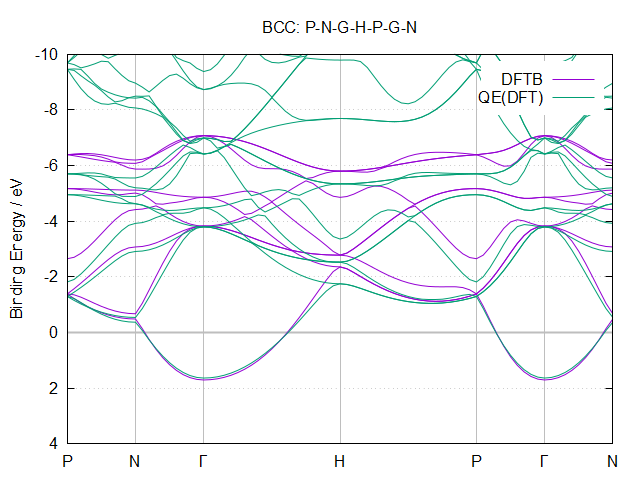 BCC: P-N-G-H-P-G-N
-10
-8
-6
-4
-2
0
2
4
Binding Energy / eV
DFTB
QE(DFT)
P N Γ H P Γ N